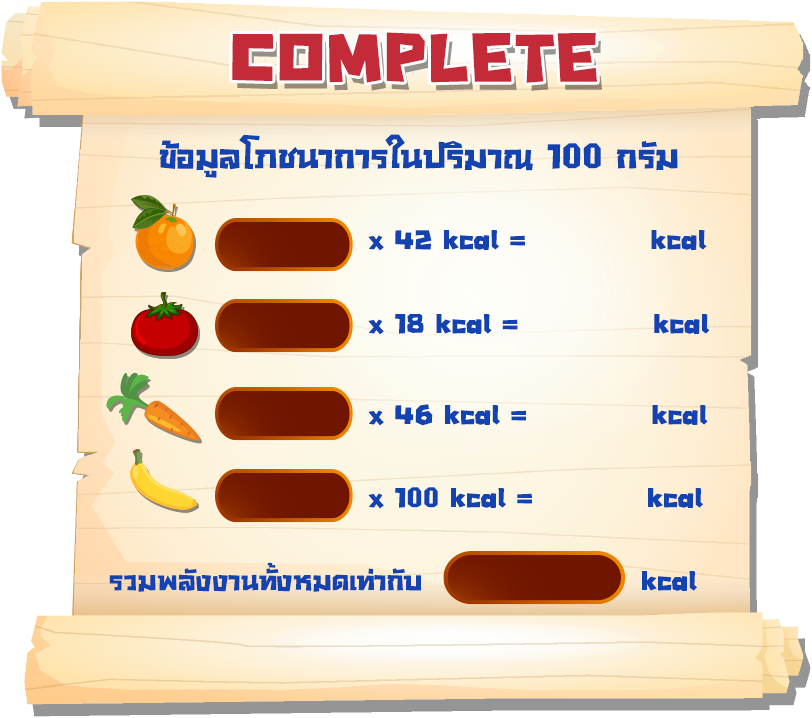 COMPLETE
ข้อมูลโภชนาการในปริมาณ 100 กรัม
x 42 kcal = kcal
x 18 kcal = kcal
x 46 kcal = kcal
x 100 kcal = kcal
รวมพลังงานทั้งหมดเท่ากับ kcal